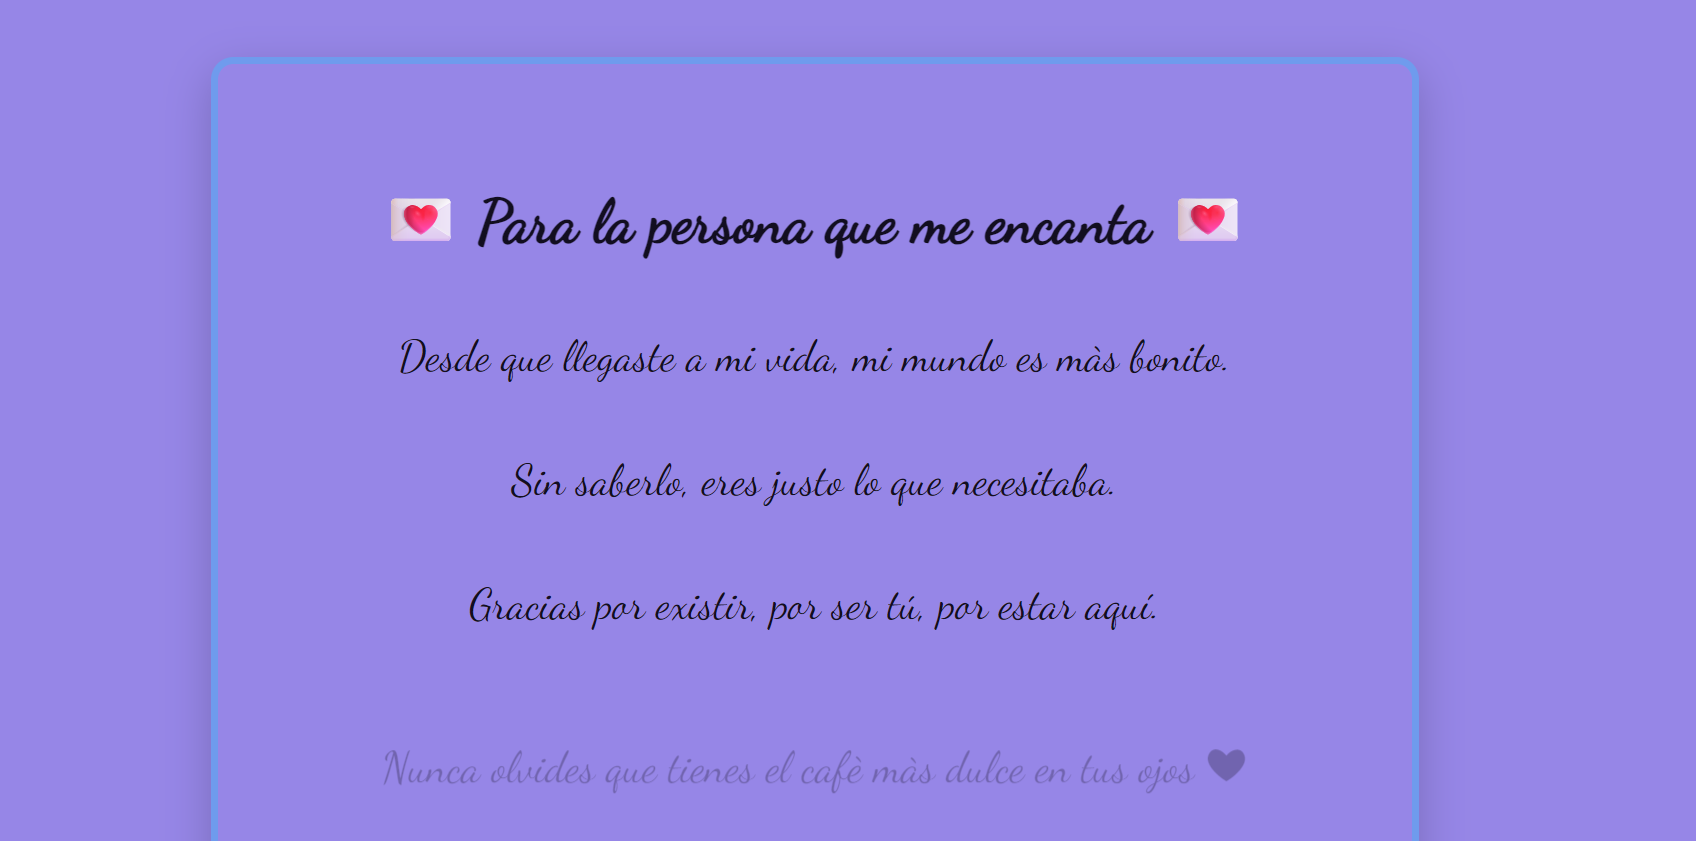 💌 Para la persona que me encanta 💌
Desde que llegaste a mi vida, mi mundo es màs bonito.
Sin saberlo, eres justo lo que necesitaba.
Gracias por existir, por ser tú, por estar aquí.
Nunca olvides que tienes el cafè màs dulce en tus ojos ♥